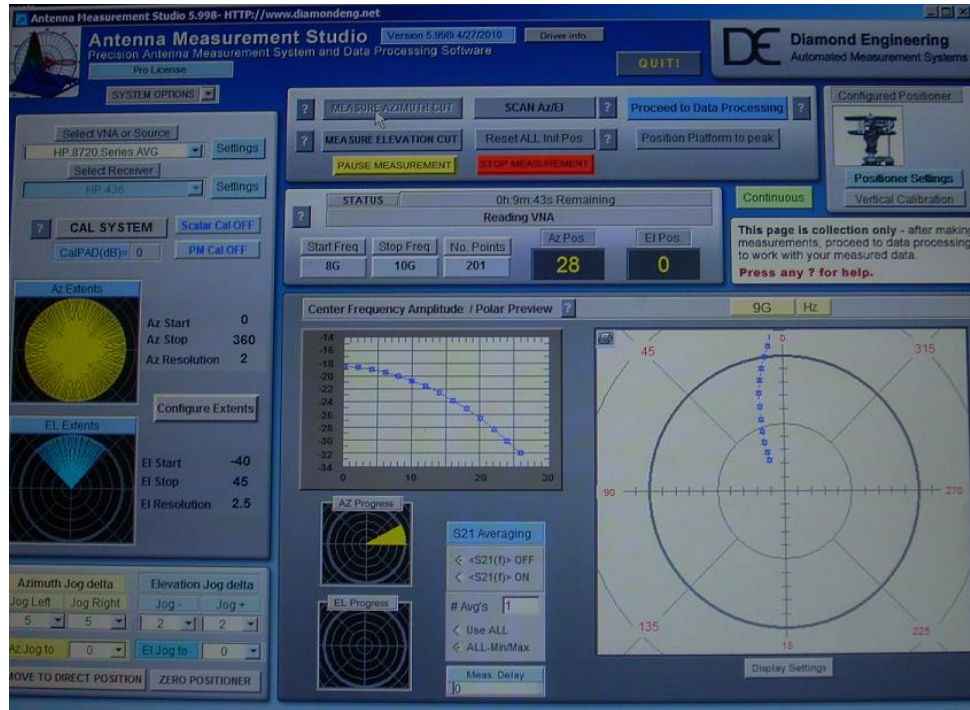 Antenna Measurement Studio 5.998- HTTP://www.diamondeng.net
Antenna Measurement Studio
Version 5.998i 4/27/2010
Driver info.
Precision Antenna Measurement System and Data Processing Software
Pro License
QUIT!
DE
Diamond Engineering
Automated Measurement Systems
SYSTEM OPTIONS
Select VNA or Source
HP 8720 Series AVG
Settings
Select Receiver
HP 436
Settings
? CAL SYSTEM
Scalar Cal OFF
CalPAD(dB)= 0
PM Cal OFF
Az Extents
Az Start 0
Az Stop 360
Az Resolution 2
Configure Extents
EL Extents
El Start -40
El Stop 45
El Resolution 2.5
Azimuth Jog delta
Elevation Jog delta
Jog Left Jog Right
Jog - Jog +
5 5 2 2
Az Jog to 0
El Jog to 0
MOVE TO DIRECT POSITION
ZERO POSITIONER
? MEASURE AZIMUTH CUT
SCAN Az/El ?
Proceed to Data Processing ?
? MEASURE ELEVATION CUT
Reset ALL Init Pos ?
Position Platform to peak
PAUSE MEASUREMENT
STOP MEASUREMENT
Configured Positioner
Positioner Settings
Vertical Calibration
STATUS
0h:9m:43s Remaining
? Reading VNA
Continuous
Start Freq Stop Freq No. Points
8G 10G 201
Az Pos.
28
El Pos.
0
This page is collection only - after making
measurements, proceed to data processing
to work with your measured data.
Press any ? for help.
Center Frequency Amplitude / Polar Preview ?
9G Hz
-14
-16
-18
-20
-22
-24
-26
-28
-30
-32
-34
0 10 20 30
0
45 315
90 270
135 225
18
AZ Progress
EL Progress
S21 Averaging
<S21(f)> OFF
<S21(f)> ON
# Avg's 1
Use ALL
ALL-Min/Max
Meas. Delay
0
Display Settings